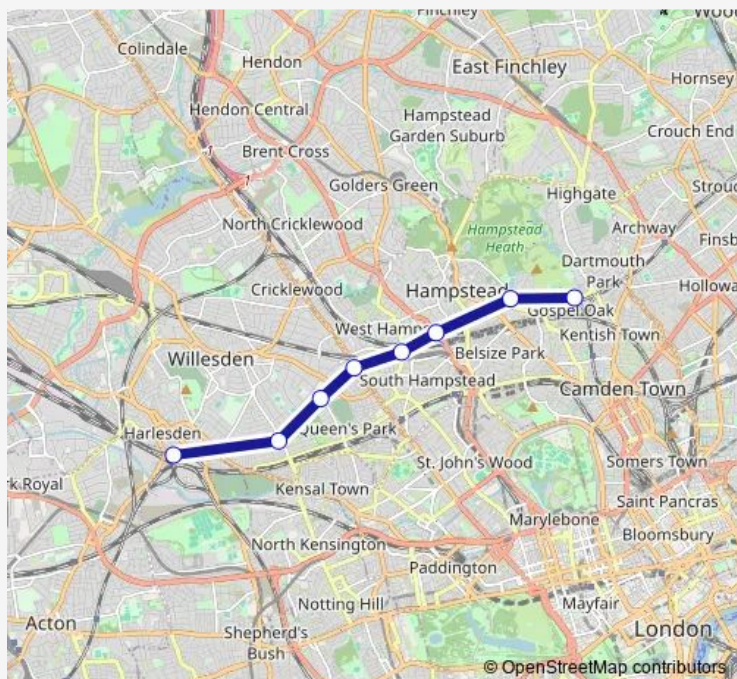 Finchley
Woo
Colindale
Hendon
East Finchley
Hornsey
Hendon Central
Hampstead
Garden Suburb
Crouch End
Brent Cross
Golders Green
Highgate
Stroud
North Cricklewood
Hampstead
Heath
Archway
Finsb
Dartmouth
Park
Cricklewood
Hampstead
Hollowa
Gospel Oak
West Hamp
Kentish Town
Willesden
Belsize Park
South Hampstead
Camden Town
Harlesden
Queen's Park
St. John's Wood
Somers Town
rk Royal
Kensal Town
Saint Pancras
Marylebone
Bloomsbury
North Kensington
Paddington
Notting Hill
Mayfair
Acton
Shepherd's
Bush
London
© OpenStreetMap contributors